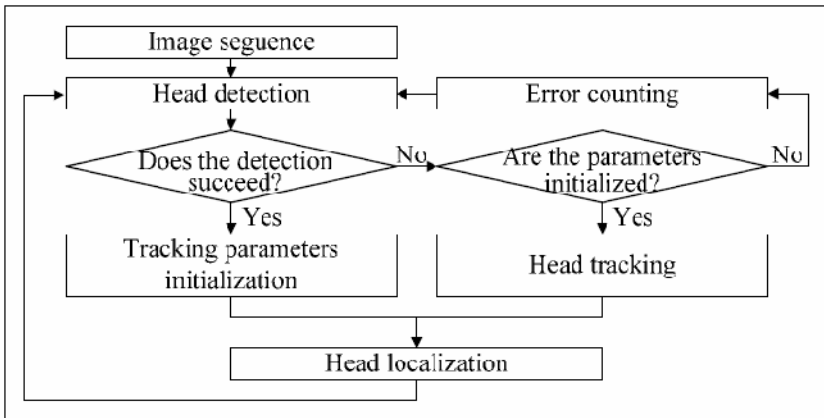 Image seguence
Head detection
Error counting
Does the detection
succeed?
No
Are the parameters
initialized?
No
Yes
Yes
Tracking parameters
initialization
Head tracking
Head localization